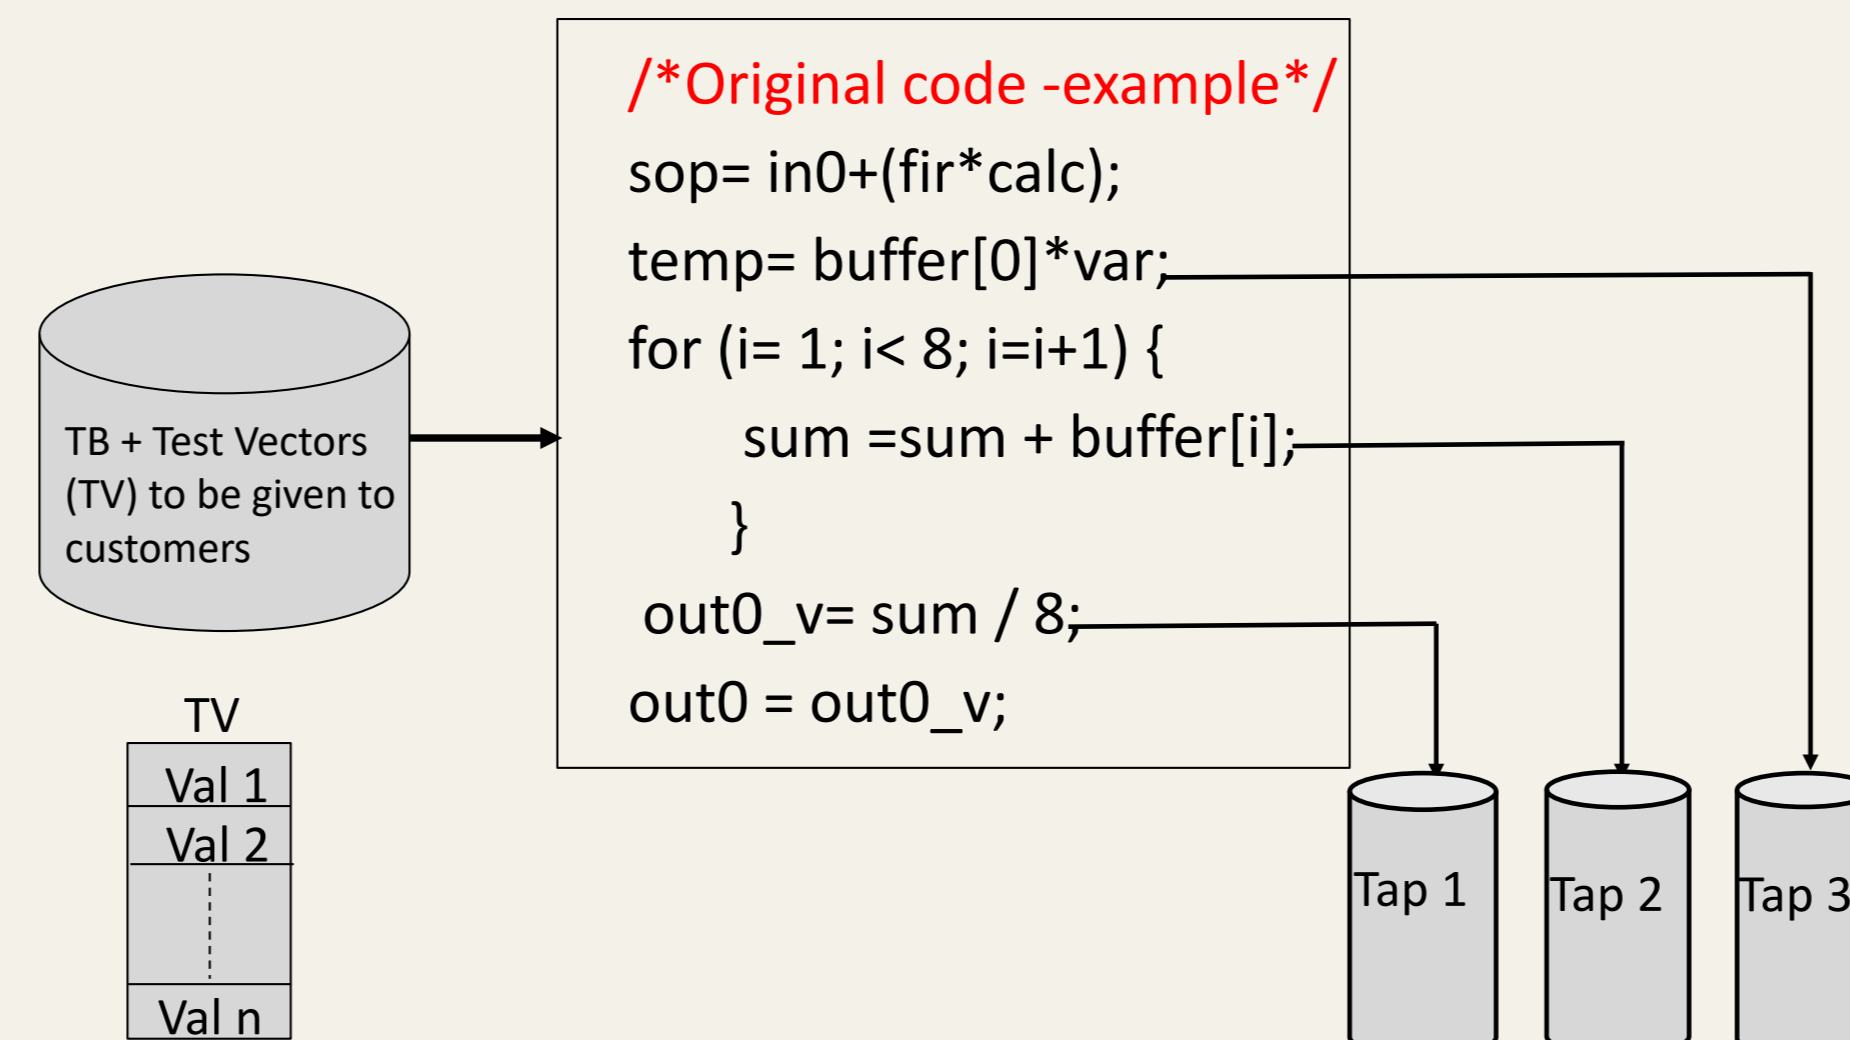 /*Original code -example*/
sop= in0+(fir*calc);
temp= buffer[0]*var;
for (i= 1; i< 8; i=i+1) {
sum =sum + buffer[i];
}
out0_v= sum / 8;
out0 = out0_v;
TB + Test Vectors
(TV) to be given to
customers
TV
Val 1
Val 2
Val n
Tap 1
Tap 2
Tap 3